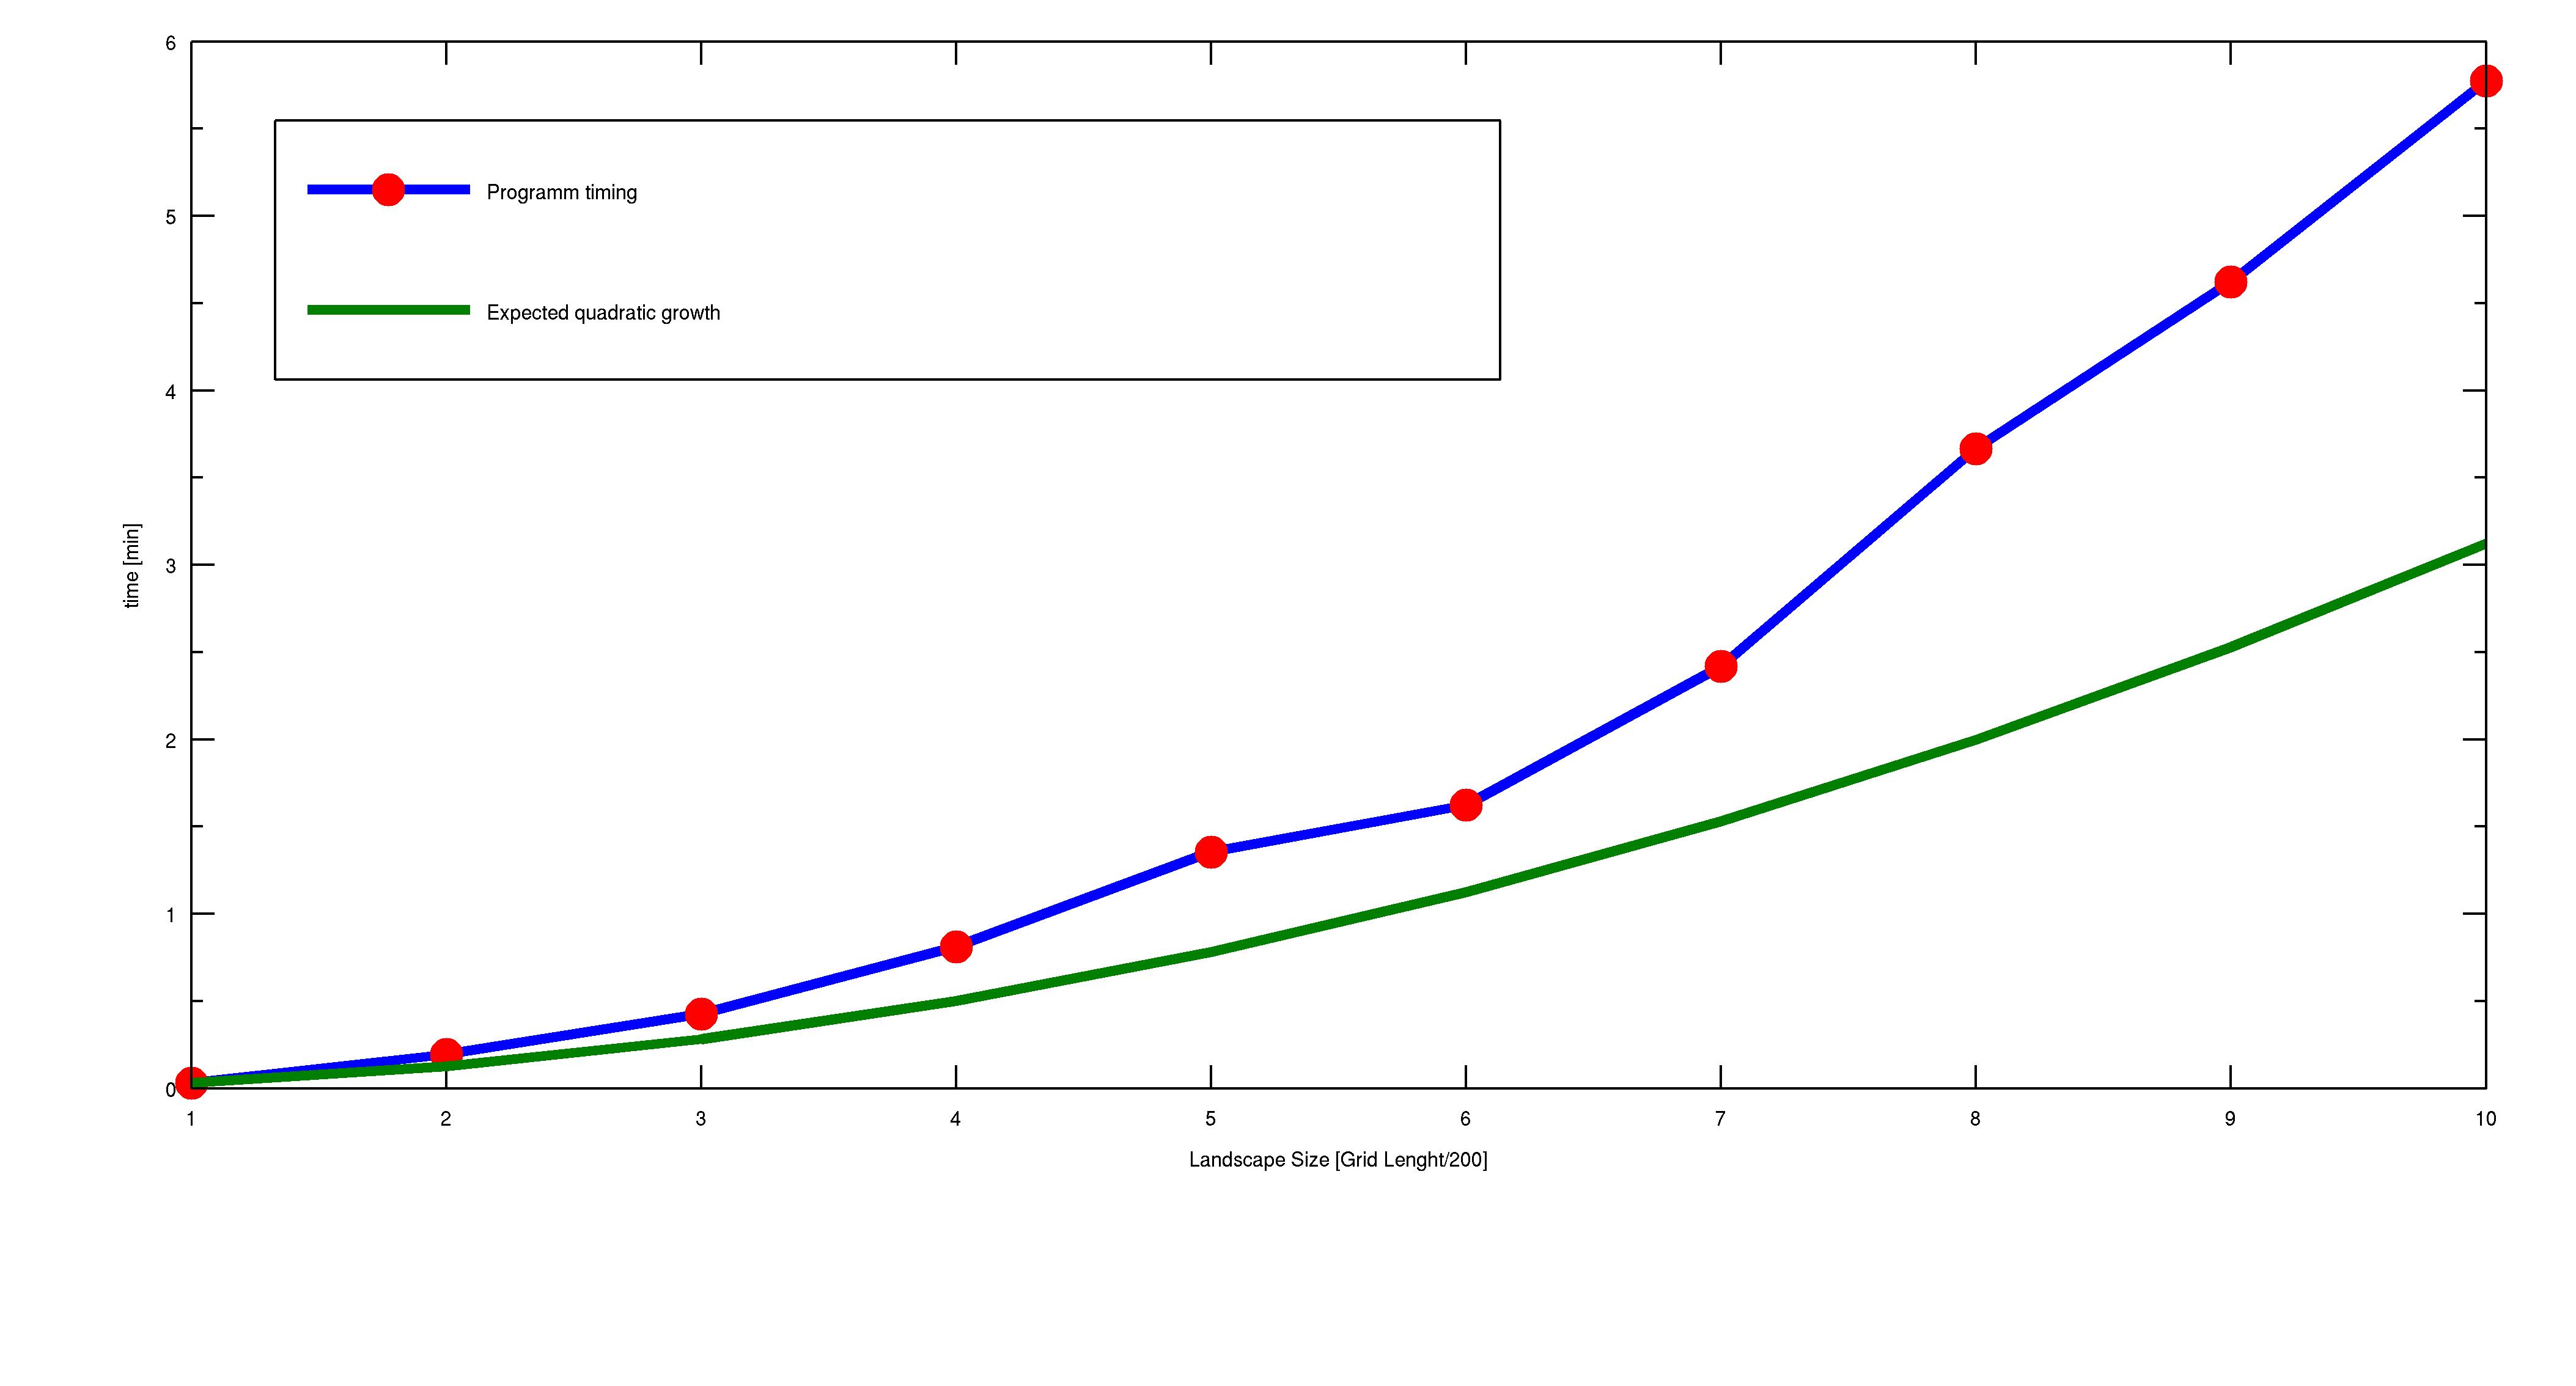 6
5
4
3
2
1
0
time [min]
Programm timing
Expected quadratic growth
1 2 3 4 5 6 7 8 9 10
Landscape Size [Grid Lenght/200]